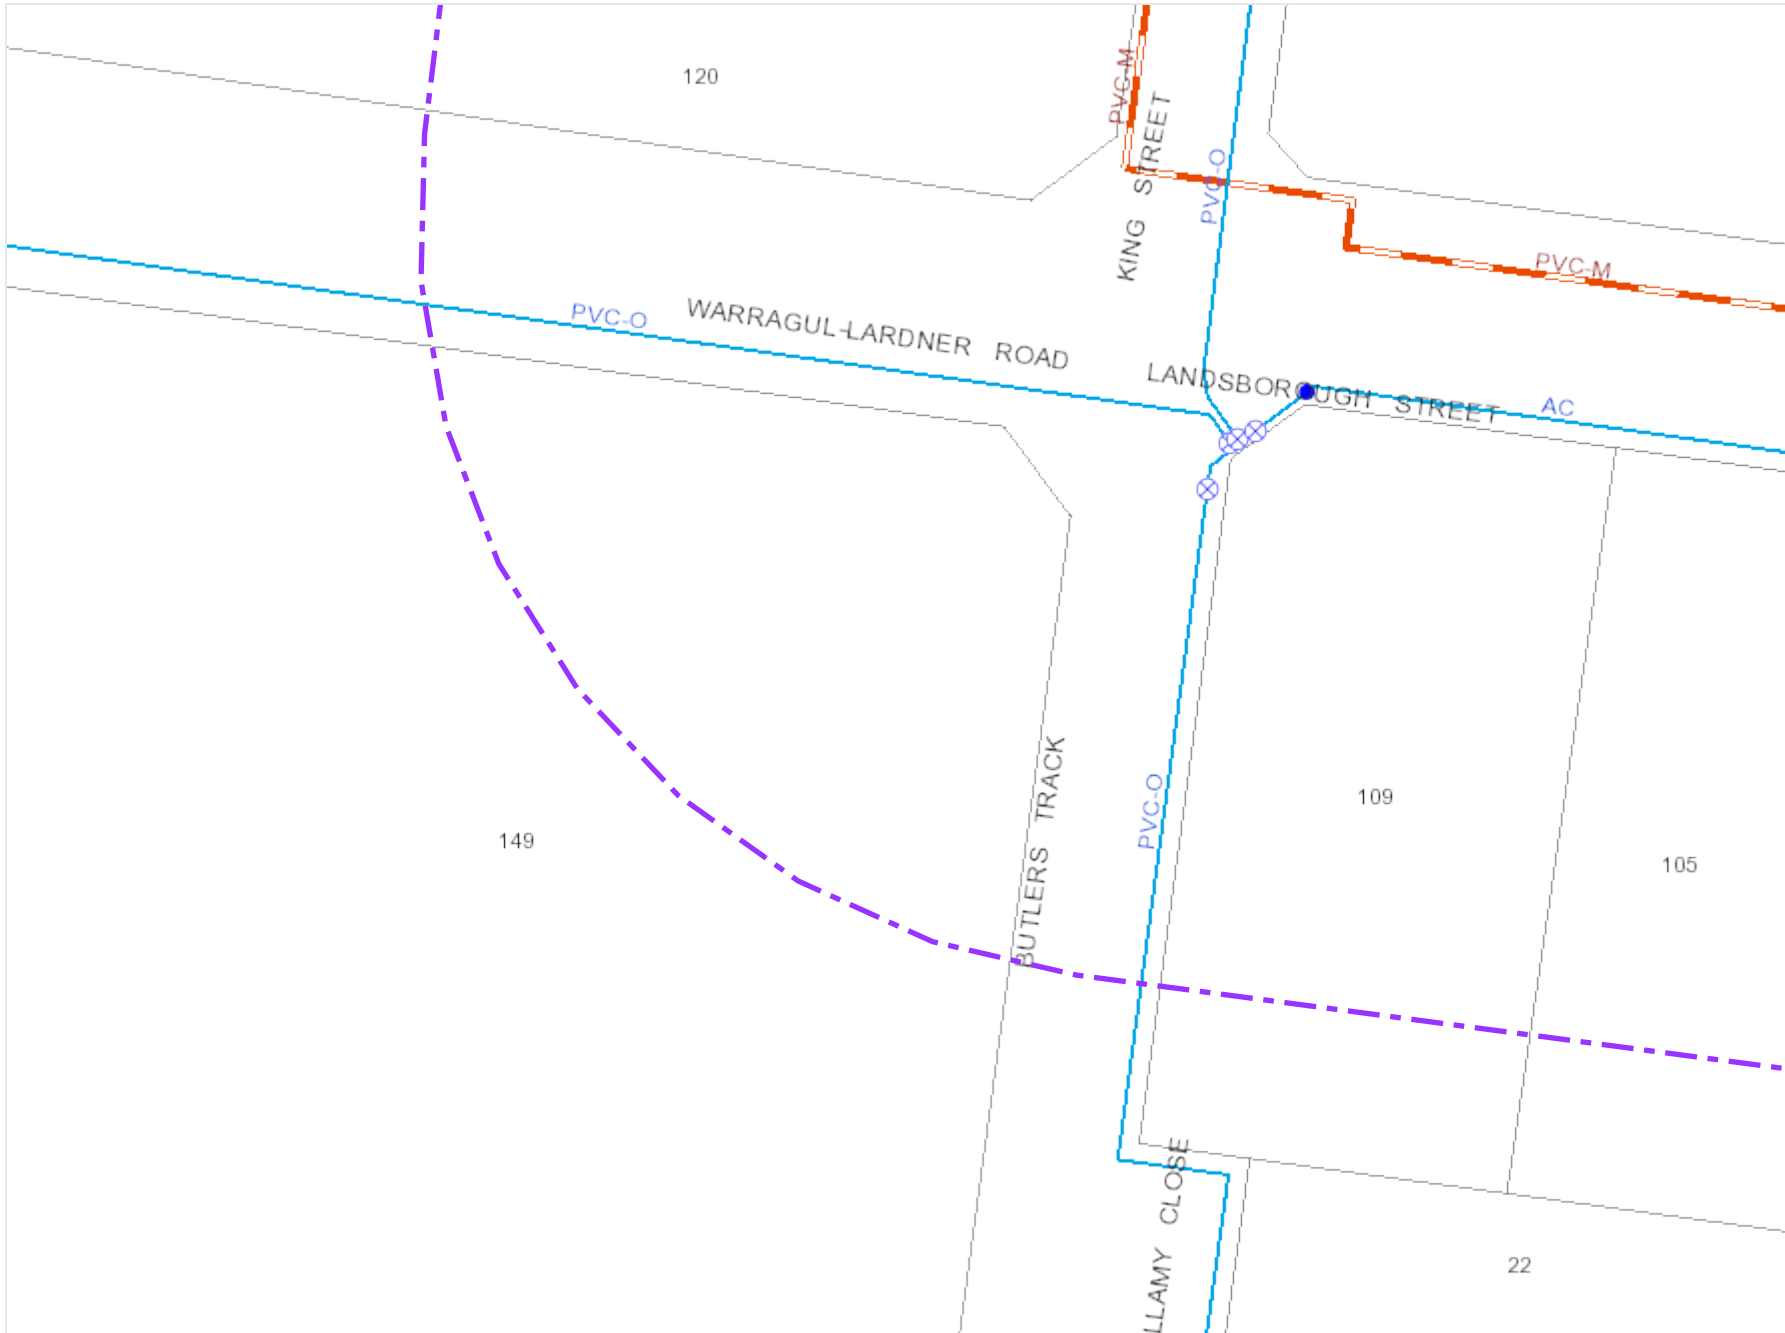 120
PVC-M
KING STREET
PVC-O
PVC-M
PVC-O
WARRAGUL-LARDNER ROAD
LANDSBOROUGH STREET
AC
BUTLERS TRACK
PVC-O
109
149
105
LLAMY CLOSE
22